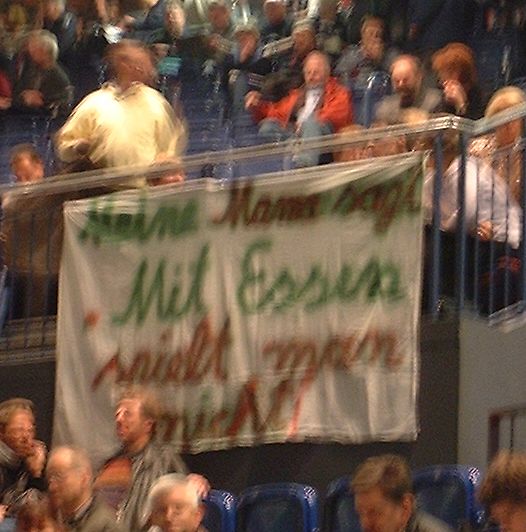 Meine Mama sagt
Mit Essen
spielt man
nicht!